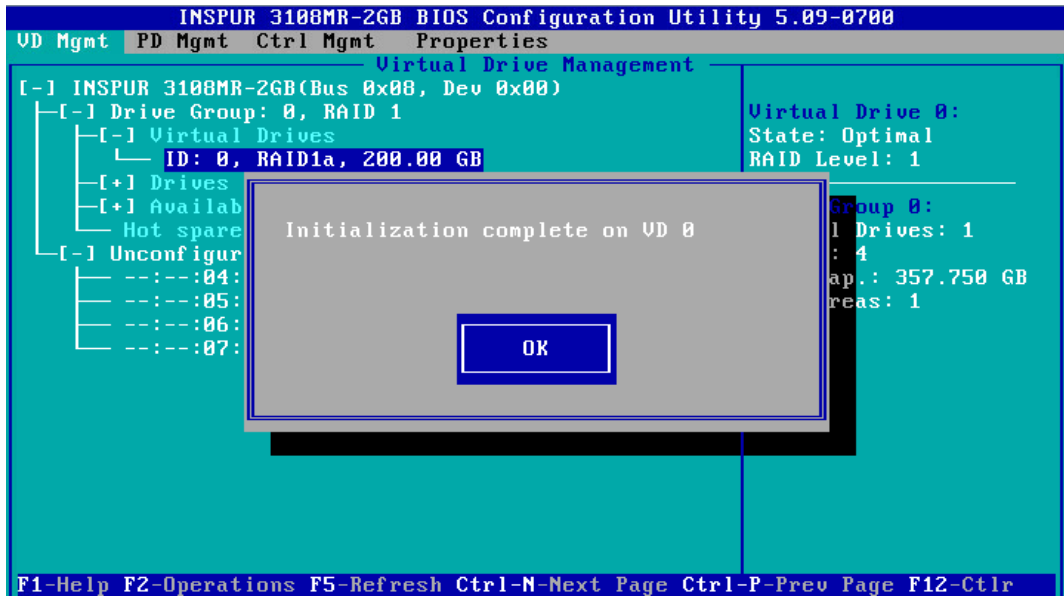 INSPUR 3108MR-2GB BIOS Configuration Utility 5.09-0700
VD Mgmt PD Mgmt Ctrl Mgmt Properties
Virtual Drive Management
[-] INSPUR 3108MR-2GB(Bus 0x08, Dev 0x00)
[-] Drive Group: 0, RAID 1
[-] Virtual Drives
ID: 0, RAID1a, 200.00 GB
[+] Drives
[+] Availab
Hot spare
[-] Unconfigur
--:--:04:
--:--:05:
--:--:06:
--:--:07:
Virtual Drive 0:
State: Optimal
RAID Level: 1
roup 0:
l Drives: 1
: 4
ap.: 357.750 GB
reas: 1
Initialization complete on VD 0
OK
F1-Help F2-Operations F5-Refresh Ctrl-N-Next Page Ctrl-P-Prev Page F12-Ctlr